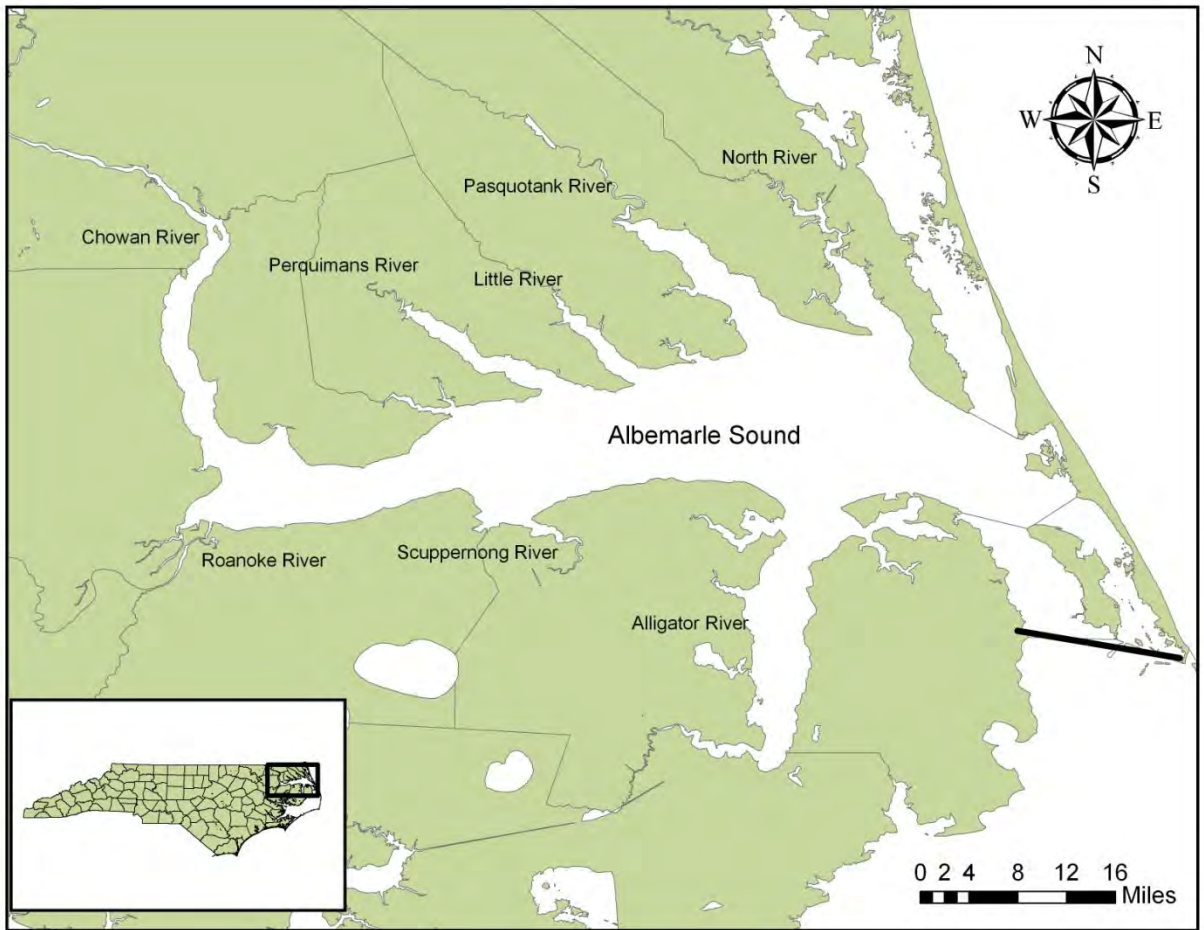 N
W E
S
North River
Pasquotank River
Chowan River
Perquimans River
Little River
Albemarle Sound
Roanoke River
Scuppernong River
Alligator River
0 2 4 8 12 16
Miles